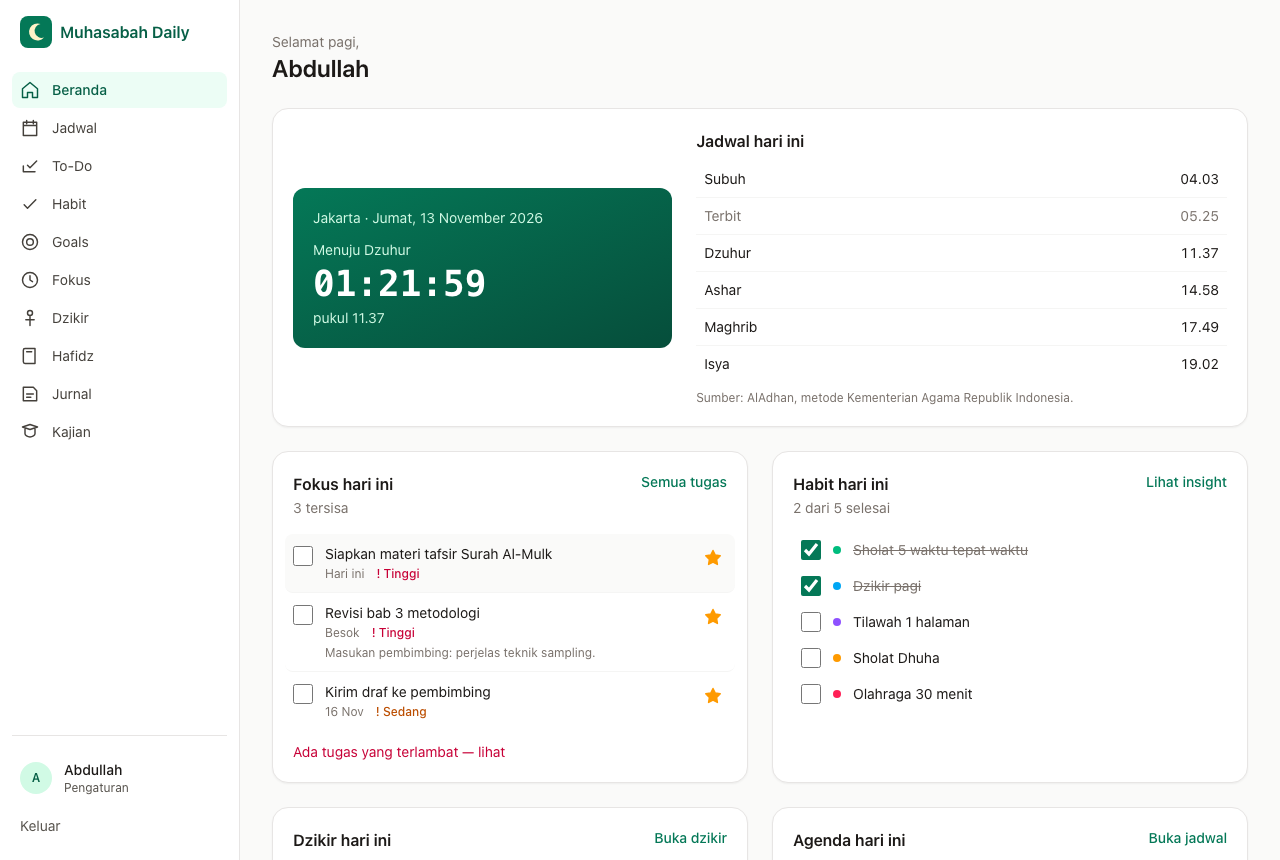 Muhasabah Daily
Beranda
Jadwal
To-Do
Habit
Goals
Fokus
Dzikir
Hafidz
Jurnal
Kajian
A
Abdullah
Pengaturan
Keluar
Selamat pagi,
Abdullah
Jakarta · Jumat, 13 November 2026
Menuju Dzuhur
01:21:59
pukul 11.37
Jadwal hari ini
Subuh 04.03
Terbit 05.25
Dzuhur 11.37
Ashar 14.58
Maghrib 17.49
Isya 19.02
Sumber: AlAdhan, metode Kementerian Agama Republik Indonesia.
Fokus hari ini Semua tugas
3 tersisa
Siapkan materi tafsir Surah Al-Mulk
Hari ini ! Tinggi
Revisi bab 3 metodologi
Besok ! Tinggi
Masukan pembimbing: perjelas teknik sampling.
Kirim draf ke pembimbing
16 Nov ! Sedang
Ada tugas yang terlambat — lihat
Habit hari ini Lihat insight
2 dari 5 selesai
Sholat 5 waktu tepat waktu
Dzikir pagi
Tilawah 1 halaman
Sholat Dhuha
Olahraga 30 menit
Dzikir hari ini Buka dzikir
Agenda hari ini Buka jadwal